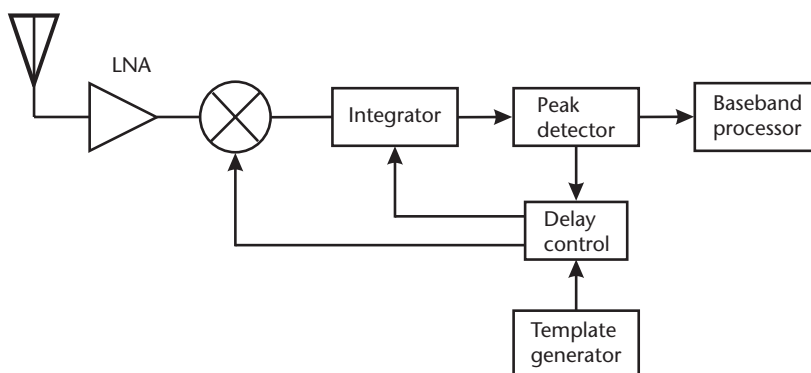 LNA
Integrator
Peak
detector
Baseband
processor
Delay
control
Template
generator